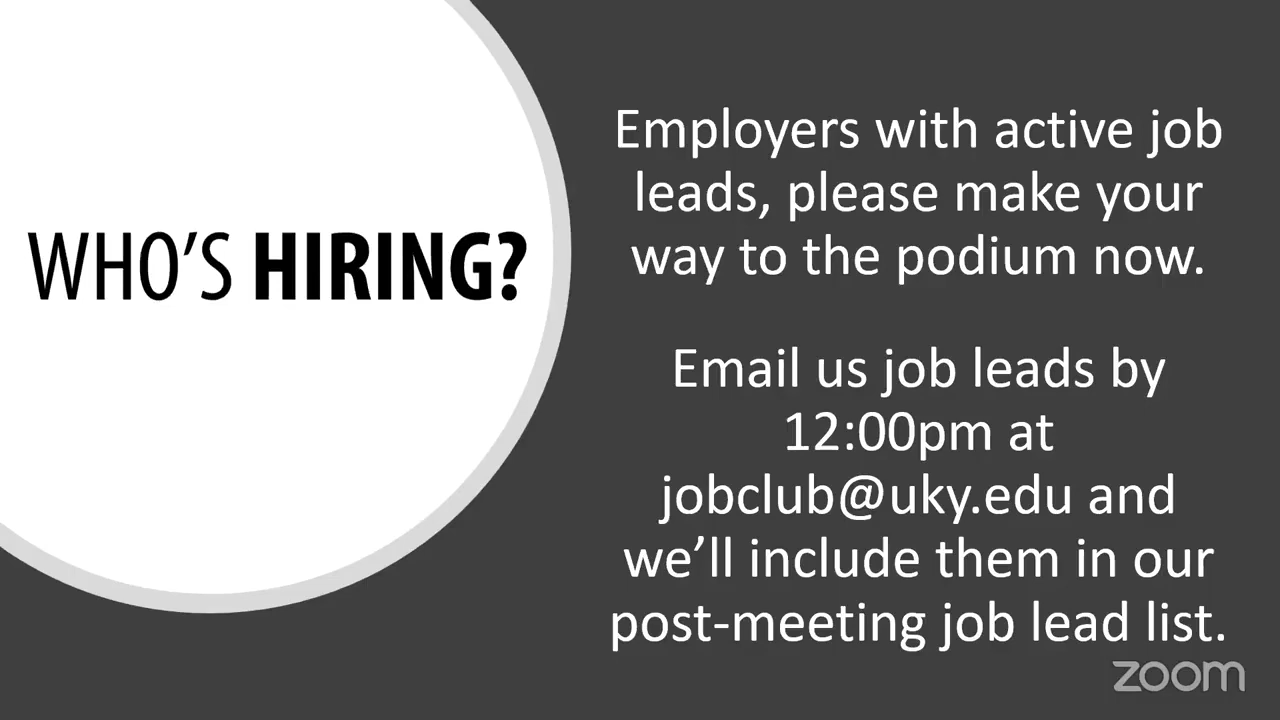 WHO'S HIRING?
Employers with active job
leads, please make your
way to the podium now.
Email us job leads by
12:00pm at
jobclub@uky.edu and
we’ll include them in our
post-meeting job lead list.
zoom